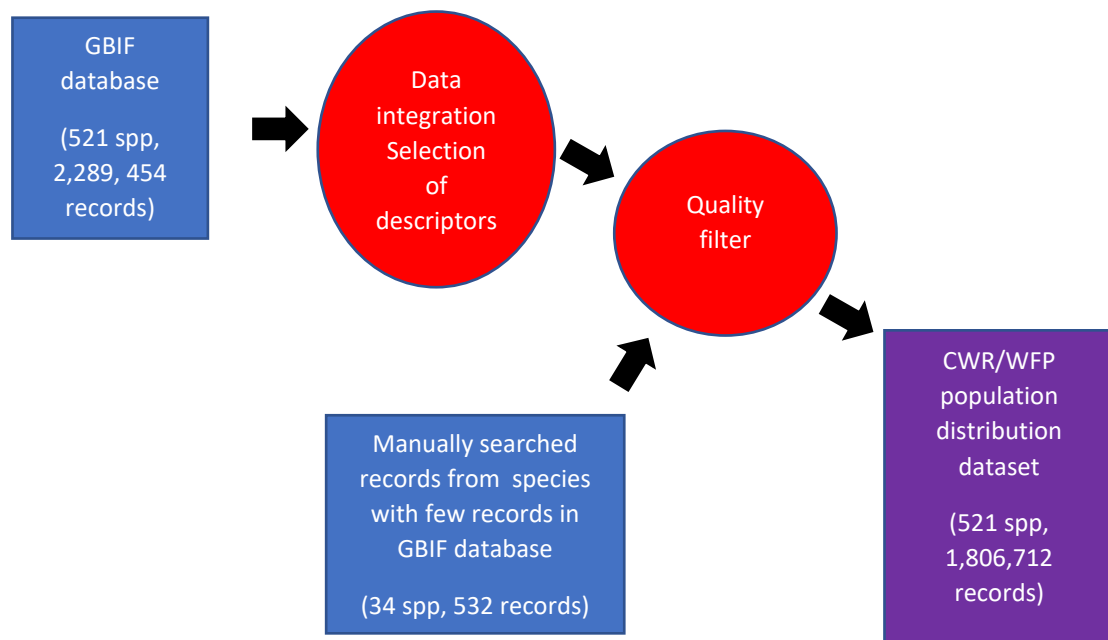 GBIF
database
(521 spp,
2,289, 454
records)
Data
integration
Selection
of
descriptors
Quality
filter
Manually searched
records from  species
with few records in
GBIF database
(34 spp, 532 records)
CWR/WFP
population
distribution
dataset
(521 spp,
1,806,712
records)